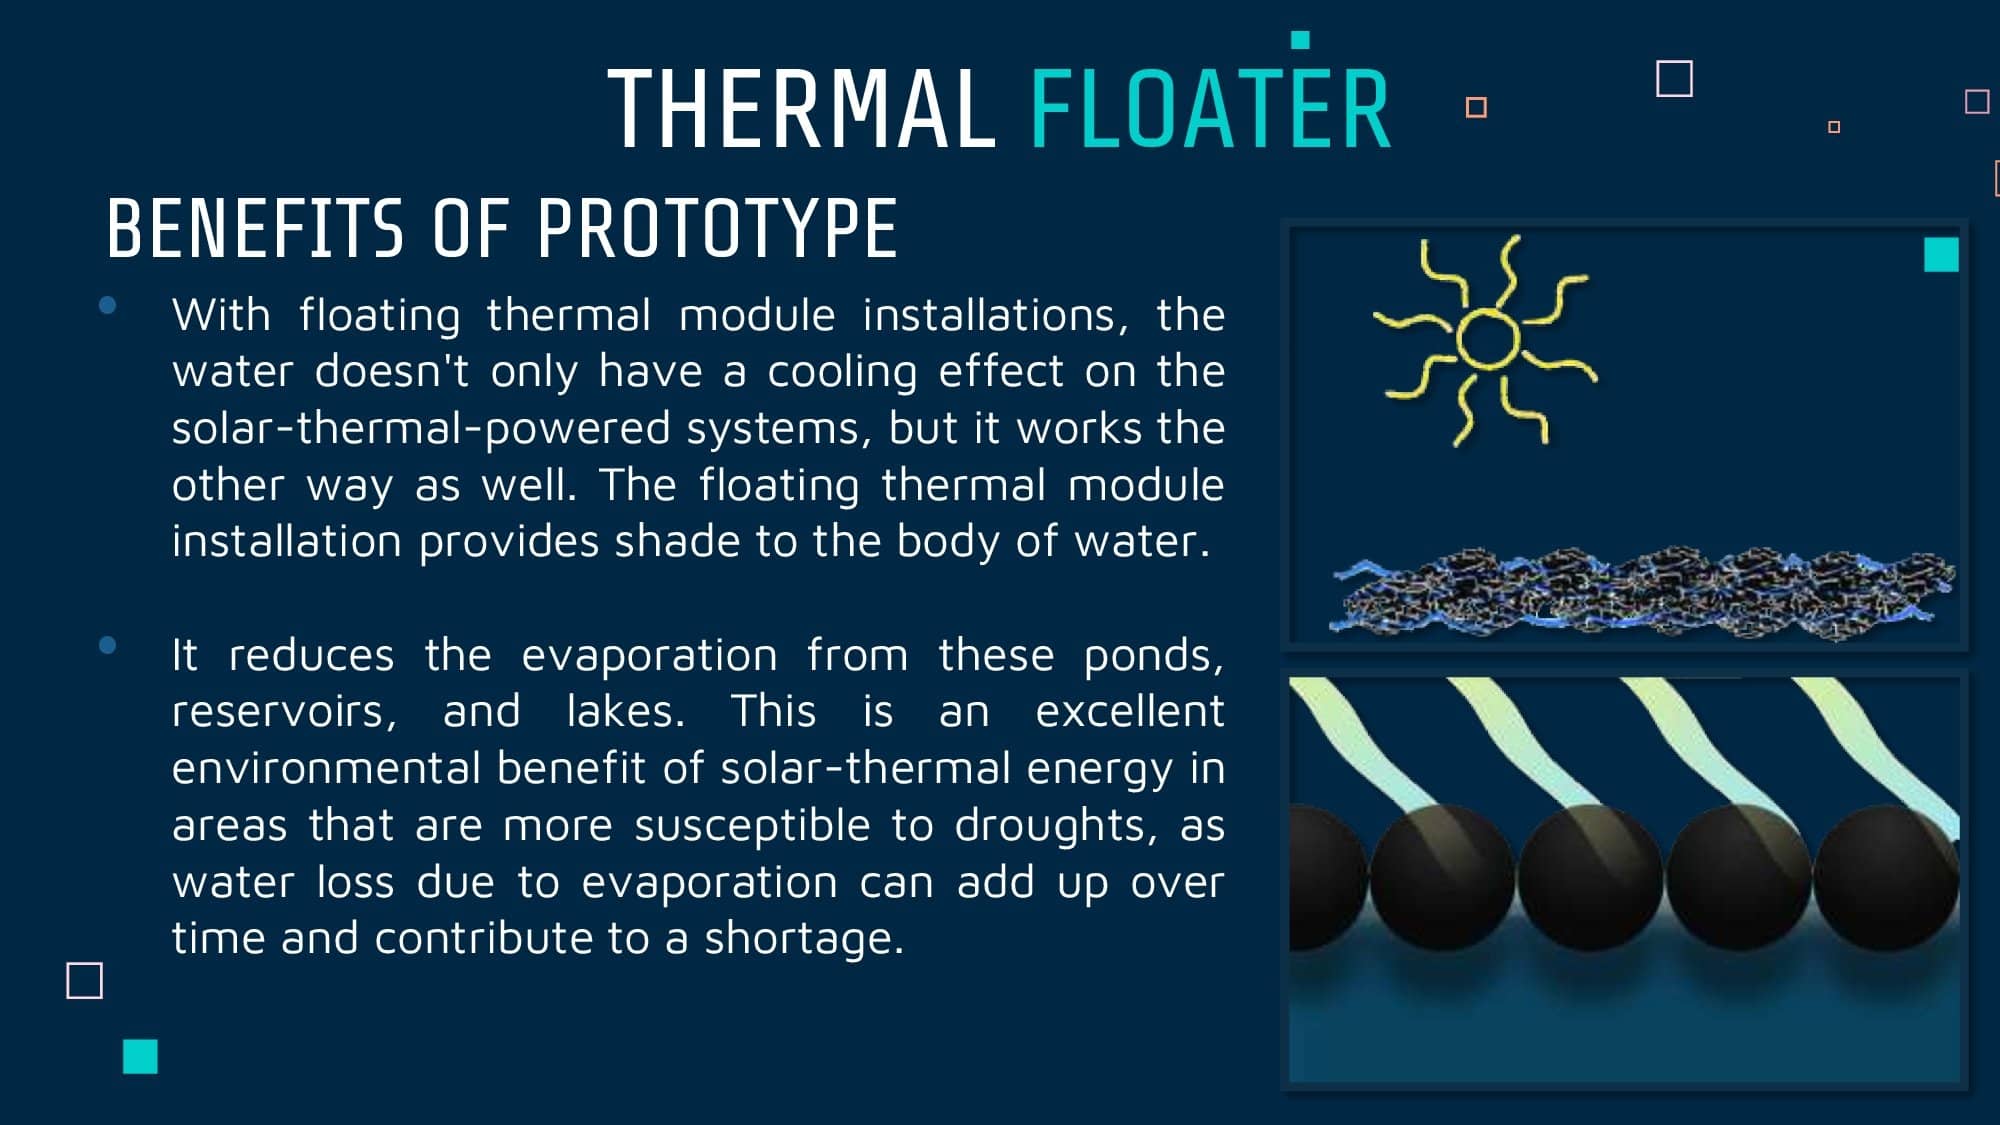 THERMAL FLOATER
BENEFITS OF PROTOTYPE
With floating thermal module installations, the
water doesn't only have a cooling effect on the
solar-thermal-powered systems, but it works the
other way as well. The floating thermal module
installation provides shade to the body of water.
It reduces the evaporation from these ponds,
reservoirs, and lakes. This is an excellent
environmental benefit of solar-thermal energy in
areas that are more susceptible to droughts, as
water loss due to evaporation can add up over
time and contribute to a shortage.